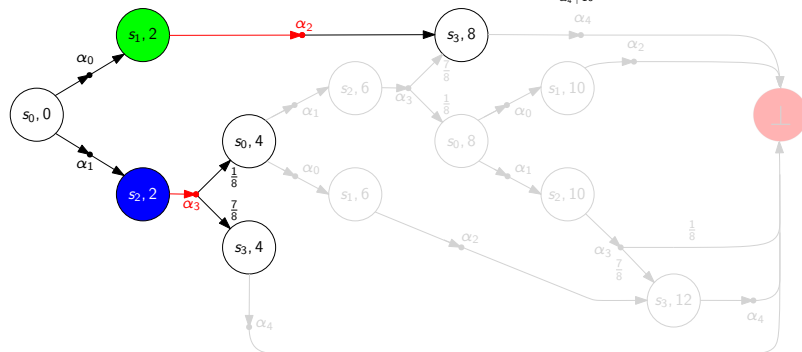 α₄ | 10
s₁, 2
α₂
s₃, 8
α₄
α₂
α₀
s₂, 6
7/8
s₁, 10
α₁
α₃
α₀
s₀, 0
1/8
⊥
s₀, 4
s₀, 8
α₁
1/8
α₀
α₁
s₂, 2
α₃
s₁, 6
s₂, 10
7/8
1/8
s₃, 4
α₂
α₃
7/8
s₃, 12
α₄
α₄